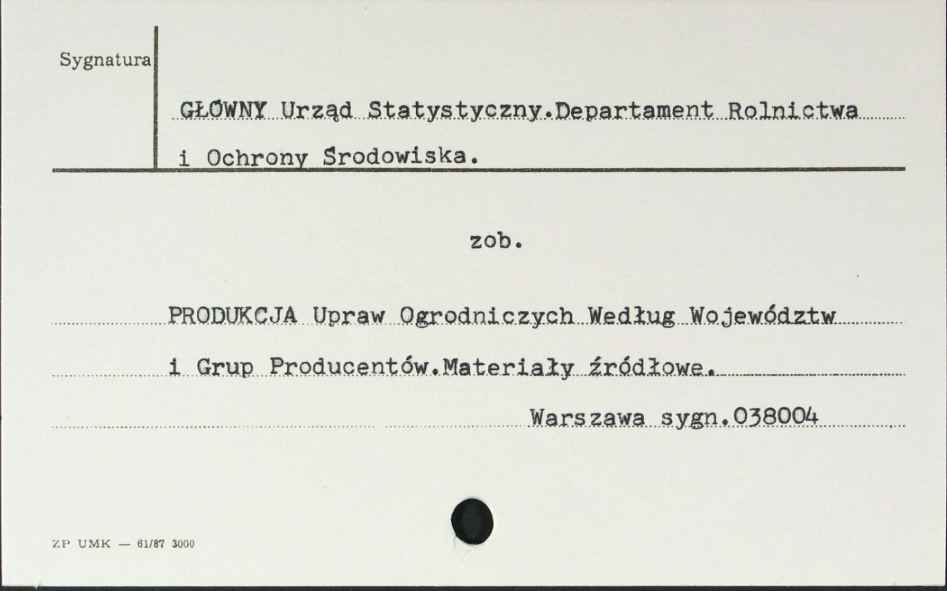 Sygnatura
GŁÓWNY Urząd Statystyczny.Departament Rolnictwa
i Ochrony Środowiska.
zob.
PRODUKCJA Upraw Ogrodniczych Według Województw
i Grup Producentów.Materiały źródłowe.
Warszawa sygn.038004
ZP UMK — 61/87 3000